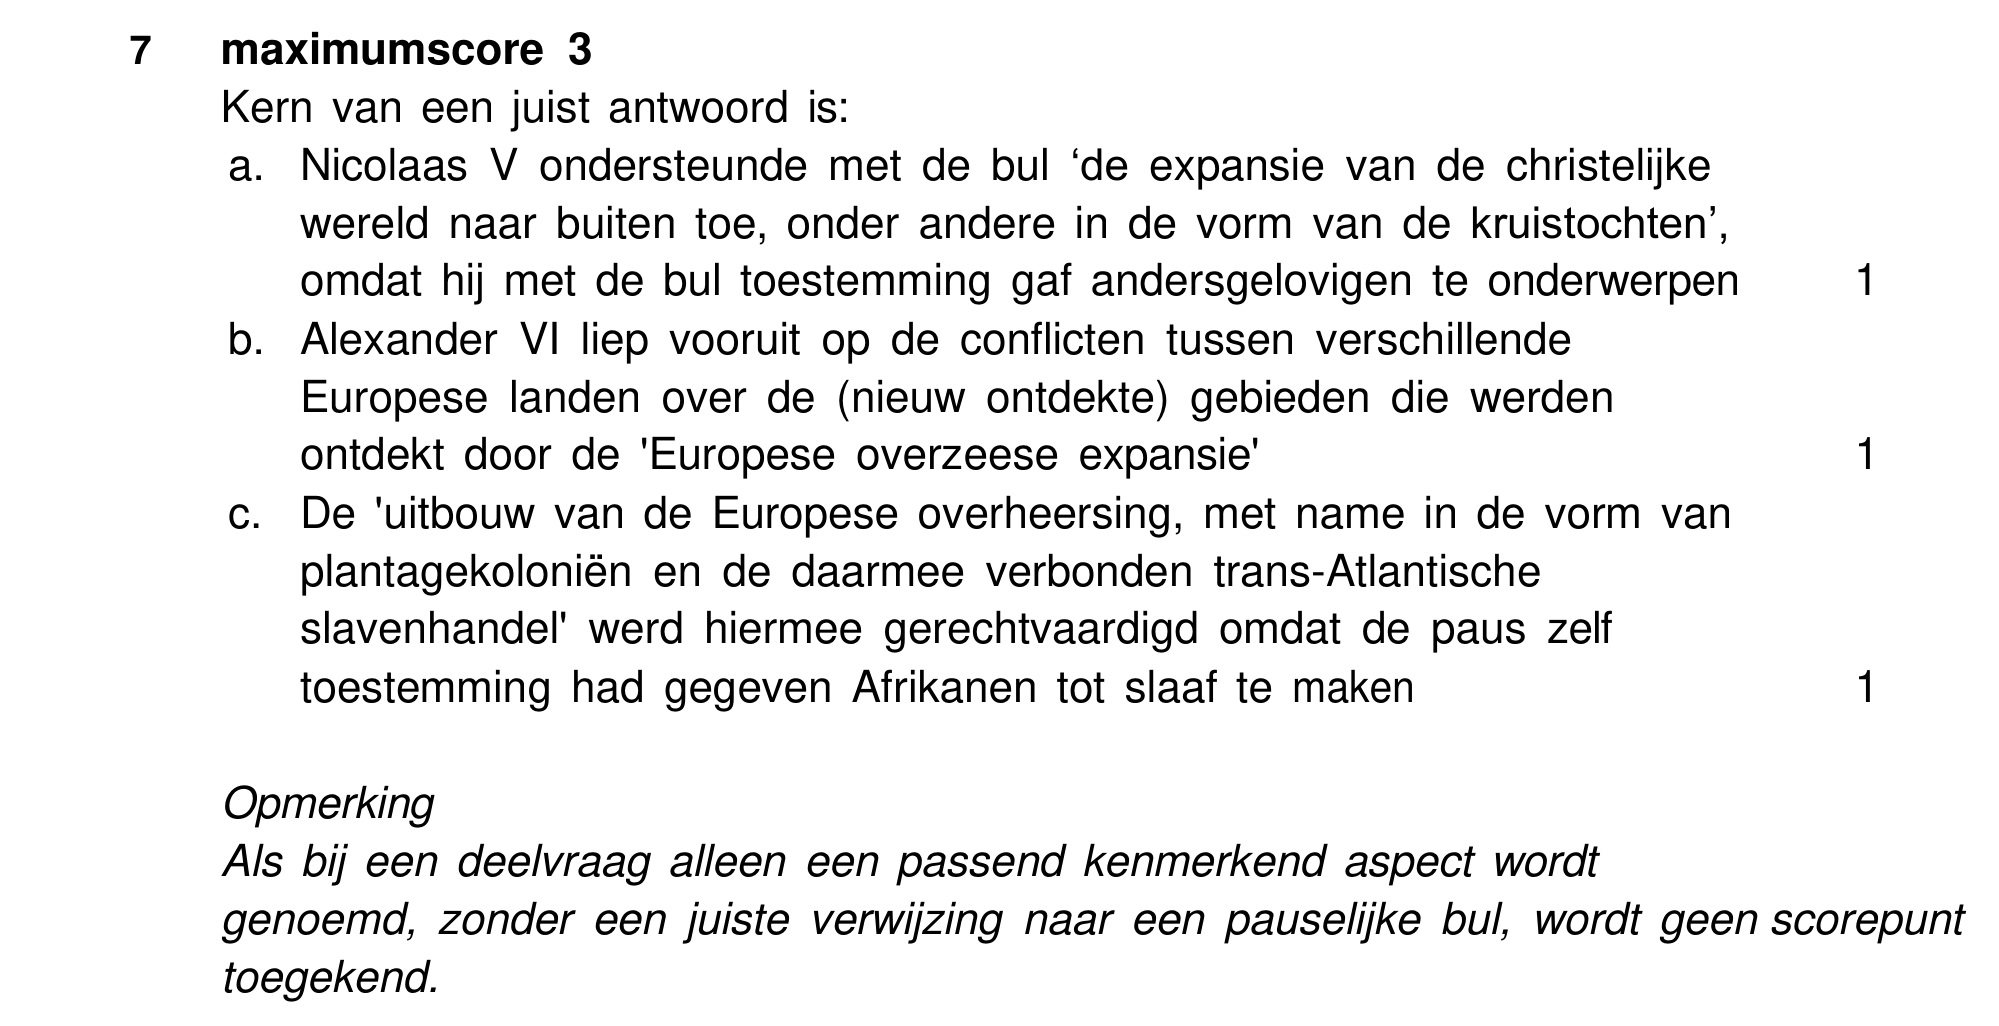 7 maximumscore 3
Kern van een juist antwoord is:
a. Nicolaas V ondersteunde met de bul ‘de expansie van de christelijke
wereld naar buiten toe, onder andere in de vorm van de kruistochten’,
omdat hij met de bul toestemming gaf andersgelovigen te onderwerpen 1
b. Alexander VI liep vooruit op de conflicten tussen verschillende
Europese landen over de (nieuw ontdekte) gebieden die werden
ontdekt door de 'Europese overzeese expansie' 1
c. De 'uitbouw van de Europese overheersing, met name in de vorm van
plantagekoloniën en de daarmee verbonden trans-Atlantische
slavenhandel' werd hiermee gerechtvaardigd omdat de paus zelf
toestemming had gegeven Afrikanen tot slaaf te maken 1
Opmerking
Als bij een deelvraag alleen een passend kenmerkend aspect wordt
genoemd, zonder een juiste verwijzing naar een pauselijke bul, wordt geen scorepunt
toegekend.